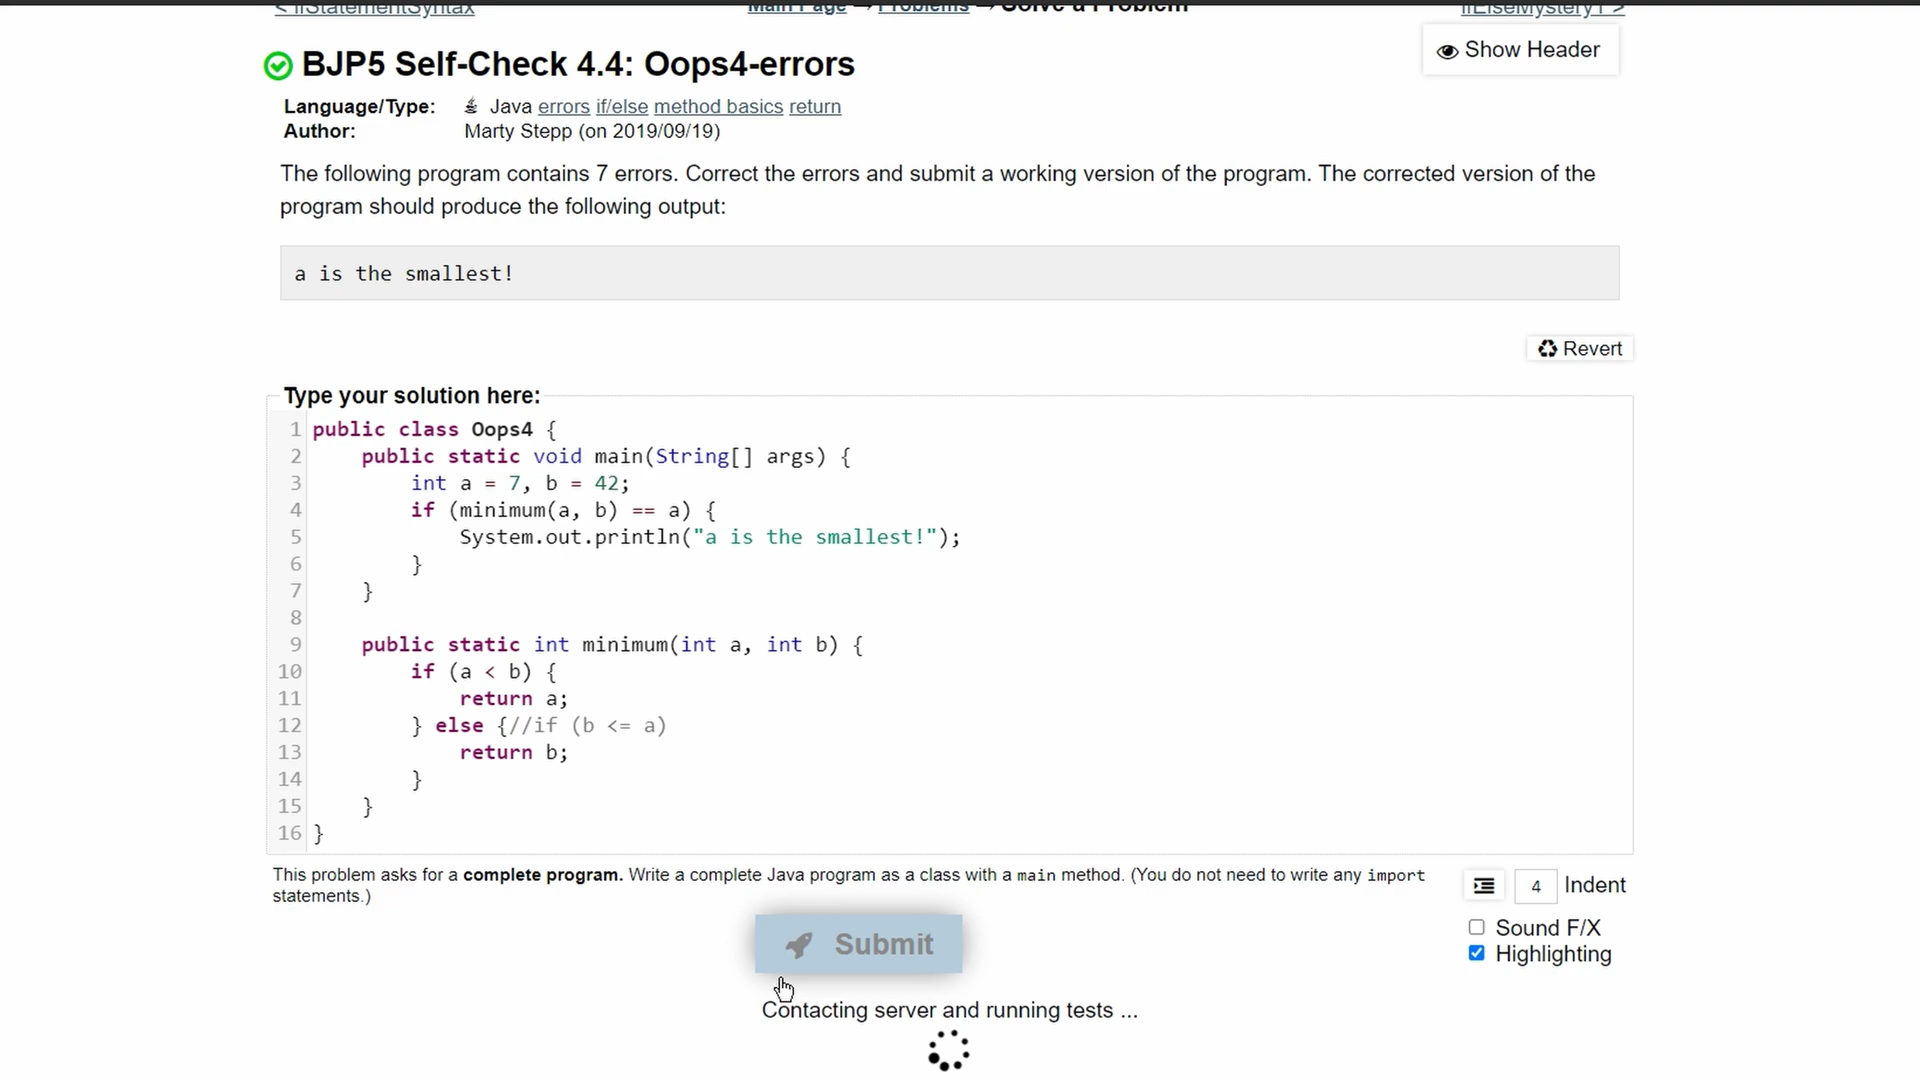 < ifStatementSyntax
Main Page → Problems → Solve a Problem
ifElseMystery1 >
Show Header
BJP5 Self-Check 4.4: Oops4-errors
Language/Type: Java errors if/else method basics return
Author: Marty Stepp (on 2019/09/19)
The following program contains 7 errors. Correct the errors and submit a working version of the program. The corrected version of the
program should produce the following output:
a is the smallest!
Revert
Type your solution here:
1 public class Oops4 {
2     public static void main(String[] args) {
3         int a = 7, b = 42;
4         if (minimum(a, b) == a) {
5             System.out.println("a is the smallest!");
6         }
7     }
8
9     public static int minimum(int a, int b) {
10         if (a < b) {
11             return a;
12         } else {//if (b <= a)
13             return b;
14         }
15     }
16 }
This problem asks for a complete program. Write a complete Java program as a class with a main method. (You do not need to write any import
statements.)
4 Indent
Sound F/X
Highlighting
Submit
Contacting server and running tests ...